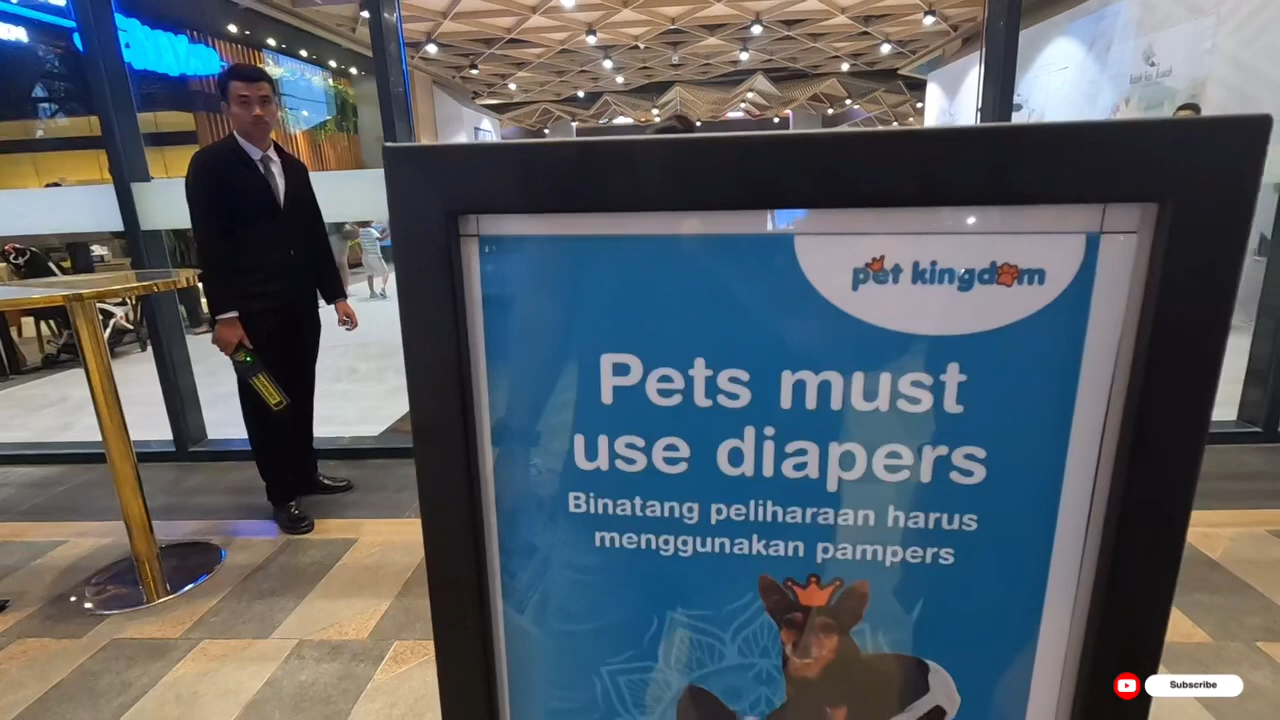 pet kingdom
Pets must
use diapers
Binatang peliharaan harus
menggunakan pampers
Subscribe